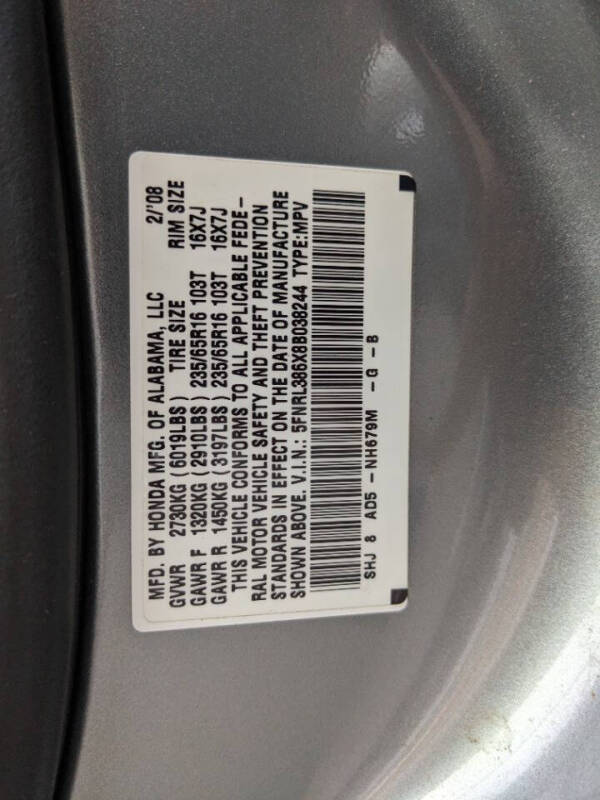 MFD. BY HONDA MFG. OF ALABAMA, LLC 2/'08
GVWR 2730KG (6019LBS) TIRE SIZE RIM SIZE
GAWR F 1320KG (2910LBS) 235/65R16 103T 16X7J
GAWR R 1450KG (3197LBS) 235/65R16 103T 16X7J
THIS VEHICLE CONFORMS TO ALL APPLICABLE FEDE-
RAL MOTOR VEHICLE SAFETY AND THEFT PREVENTION
STANDARDS IN EFFECT ON THE DATE OF MANUFACTURE
SHOWN ABOVE. V.I.N.: 5FNRL386X8B038244 TYPE:MPV
SHJ 8 AD5 -NH679M -G -B